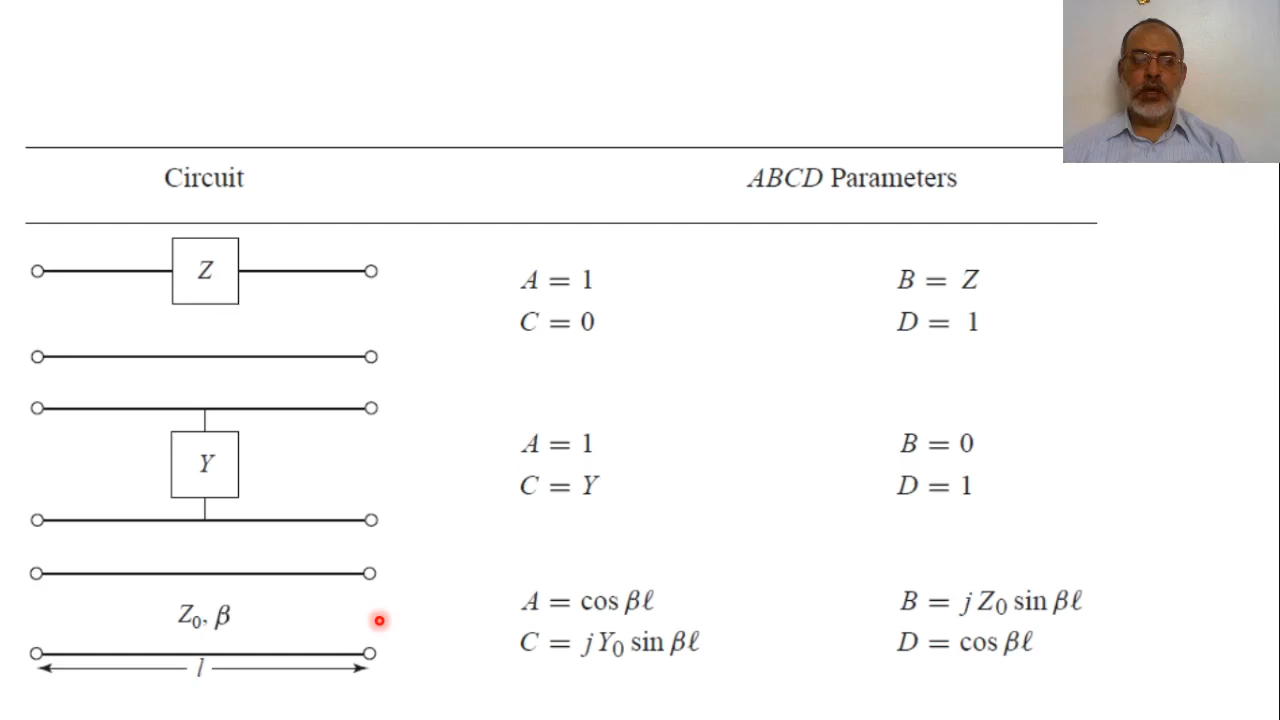 Circuit ABCD Parameters
Z
A = 1 B = Z
C = 0 D = 1
Y
A = 1 B = 0
C = Y D = 1
Z₀, β
A = cos βℓ B = j Z₀ sin βℓ
C = j Y₀ sin βℓ D = cos βℓ
l